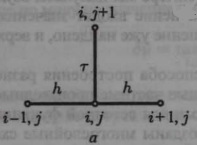 i, j+1
τ
h h
i−1, j i, j i+1, j
а